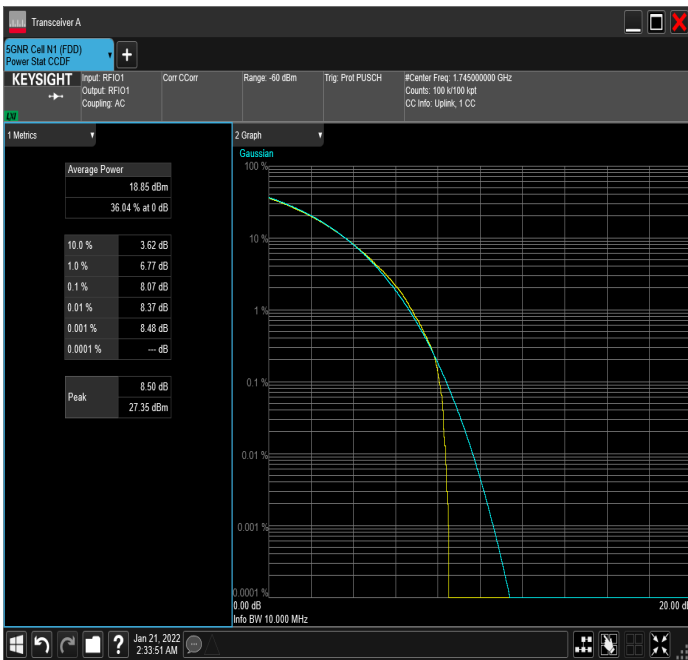 Transceiver A
5GNR Cell N1 (FDD)
Power Stat CCDF
+
KEYSIGHT
LXI
Input: RFIO1
Output: RFIO1
Coupling: AC
Corr CCorr
Range: -60 dBm
Trig: Prot PUSCH
#Center Freq: 1.745000000 GHz
Counts: 100 k/100 kpt
CC Info: Uplink, 1 CC
1 Metrics
Average Power
18.85 dBm
36.04 % at 0 dB
10.0 % 3.62 dB
1.0 % 6.77 dB
0.1 % 8.07 dB
0.01 % 8.37 dB
0.001 % 8.48 dB
0.0001 % --- dB
Peak
8.50 dB
27.35 dBm
2 Graph
Gaussian
100 %
10 %
1 %
0.1 %
0.01 %
0.001 %
0.0001 %
0.00 dB
20.00 dB
Info BW 10.000 MHz
?
Jan 21, 2022
2:33:51 AM